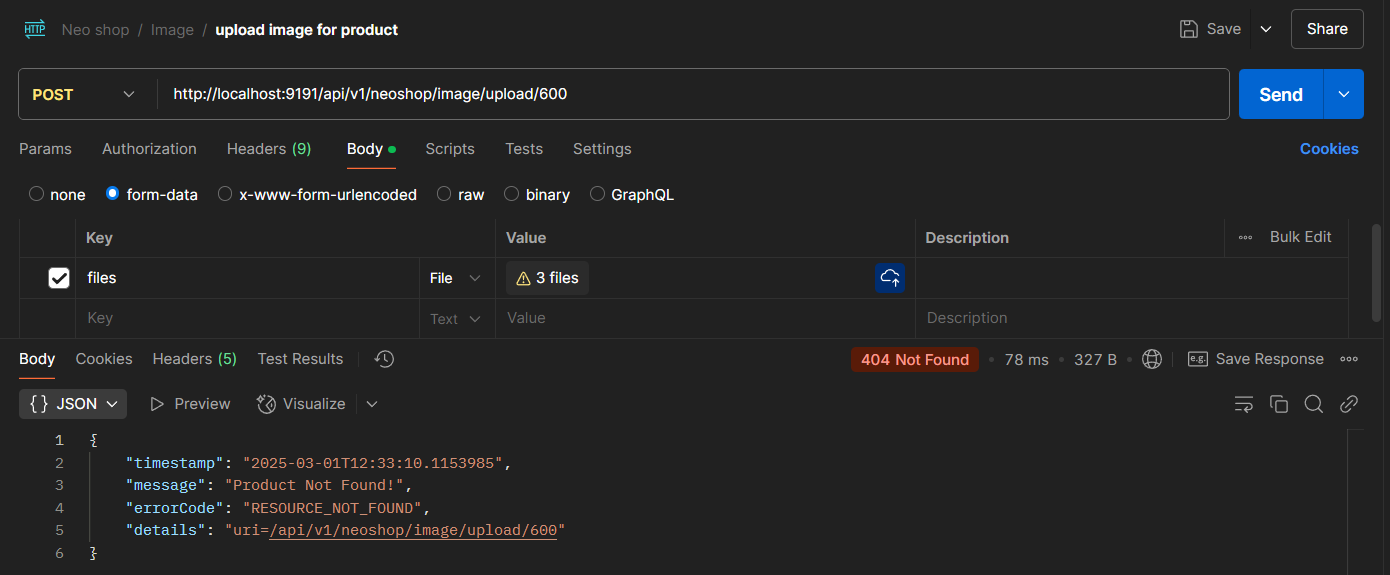 HTTP Neo shop / Image / upload image for product Save Share
POST http://localhost:9191/api/v1/neoshop/image/upload/600 Send
Params Authorization Headers (9) Body Scripts Tests Settings Cookies
none form-data x-www-form-urlencoded raw binary GraphQL
Key Value Description Bulk Edit
files File 3 files
Key Text Value Description
Body Cookies Headers (5) Test Results 404 Not Found 78 ms 327 B e.g. Save Response
{} JSON Preview Visualize
1 {
2 "timestamp": "2025-03-01T12:33:10.1153985",
3 "message": "Product Not Found!",
4 "errorCode": "RESOURCE_NOT_FOUND",
5 "details": "uri=/api/v1/neoshop/image/upload/600"
6 }